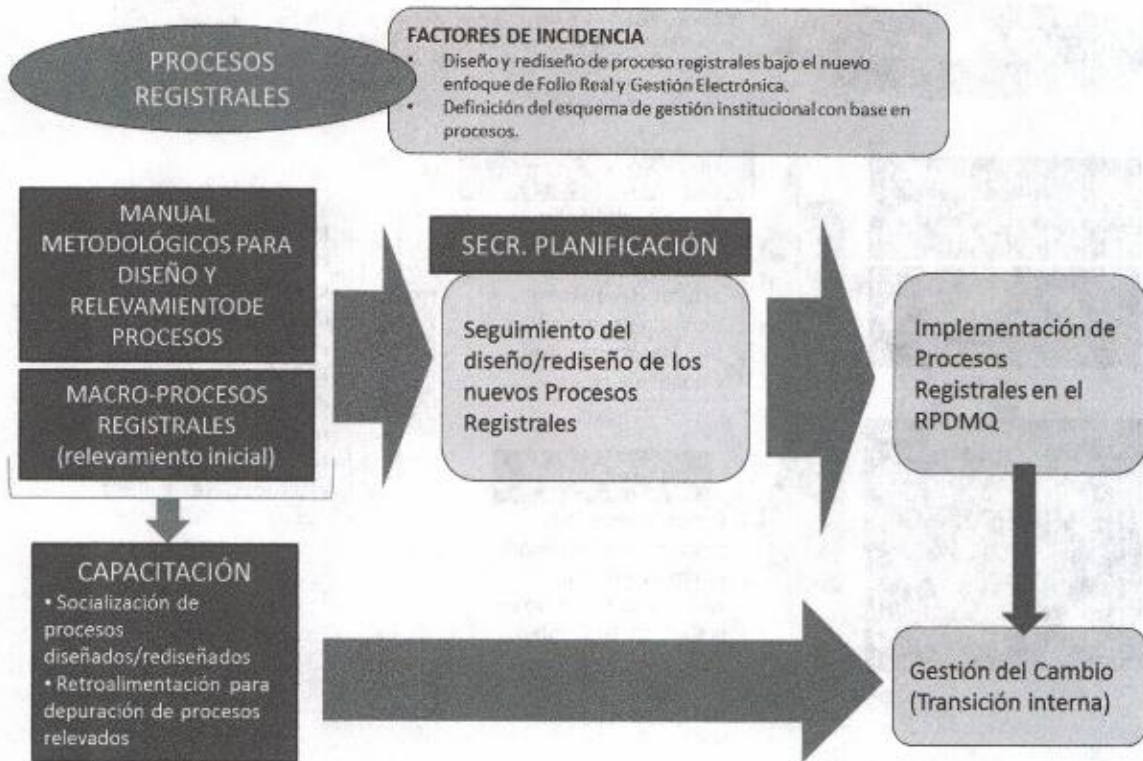 PROCESOS
REGISTRALES
FACTORES DE INCIDENCIA
• Diseño y rediseño de proceso registrales bajo el nuevo
enfoque de Folio Real y Gestión Electrónica.
• Definición del esquema de gestión institucional con base en
procesos.
MANUAL
METODOLÓGICOS PARA
DISEÑO Y
RELEVAMIENTODE
PROCESOS
MACRO-PROCESOS
REGISTRALES
(relevamiento inicial)
SECR. PLANIFICACIÓN
Seguimiento del
diseño/rediseño de los
nuevos Procesos
Registrales
Implementación de
Procesos
Registrales en el
RPDMQ
CAPACITACIÓN
• Socialización de
procesos
diseñados/rediseñados
• Retroalimentación para
depuración de procesos
relevados
Gestión del Cambio
(Transición interna)